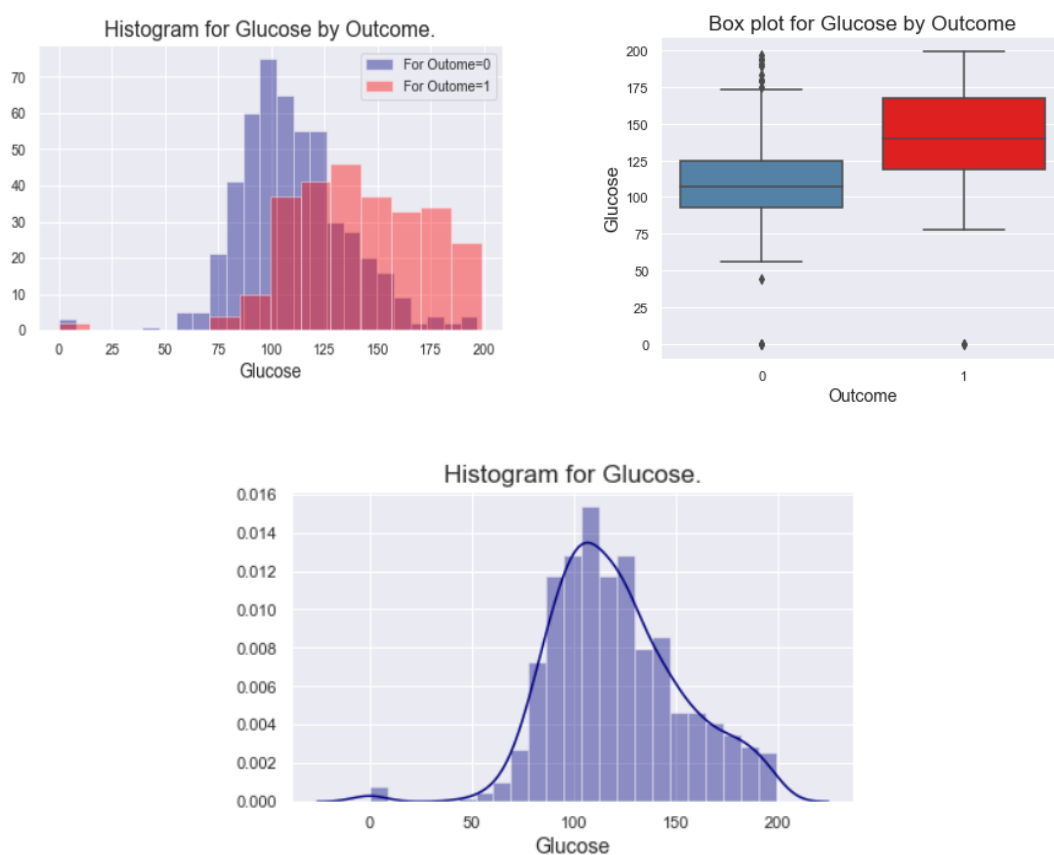 Histogram for Glucose by Outcome.
For Outome=0
For Outome=1
70
60
50
40
30
20
10
0
0 25 50 75 100 125 150 175 200
Glucose
Box plot for Glucose by Outcome
200
175
150
125
100
75
50
25
0
Glucose
0 1
Outcome
Histogram for Glucose.
0.016
0.014
0.012
0.010
0.008
0.006
0.004
0.002
0.000
0 50 100 150 200
Glucose